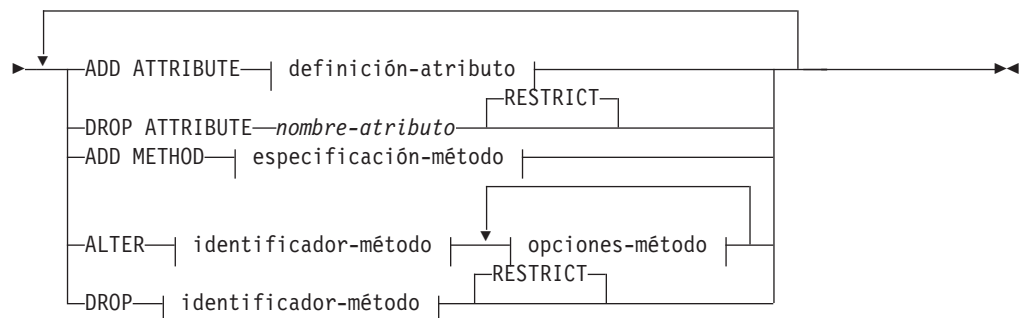 ADD ATTRIBUTE definición-atributo
RESTRICT
DROP ATTRIBUTE nombre-atributo
ADD METHOD especificación-método
ALTER identificador-método opciones-método
RESTRICT
DROP identificador-método